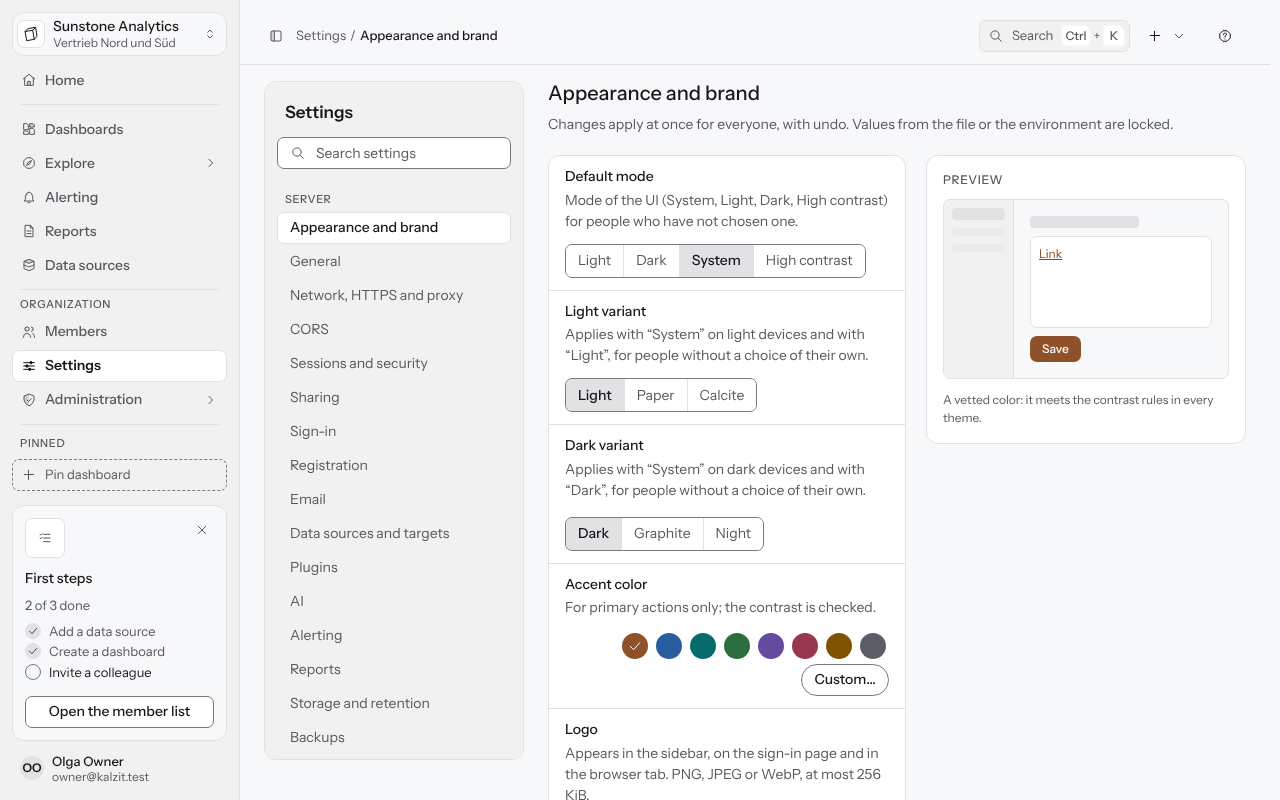 Sunstone Analytics
Vertrieb Nord und Süd
Home
Dashboards
Explore
Alerting
Reports
Data sources
ORGANIZATION
Members
Settings
Administration
PINNED
Pin dashboard
First steps
2 of 3 done
Add a data source
Create a dashboard
Invite a colleague
Open the member list
OO
Olga Owner
owner@kalzit.test
Settings / Appearance and brand
Search Ctrl + K
Settings
Search settings
SERVER
Appearance and brand
General
Network, HTTPS and proxy
CORS
Sessions and security
Sharing
Sign-in
Registration
Email
Data sources and targets
Plugins
AI
Alerting
Reports
Storage and retention
Backups
Appearance and brand
Changes apply at once for everyone, with undo. Values from the file or the environment are locked.
Default mode
Mode of the UI (System, Light, Dark, High contrast)
for people who have not chosen one.
Light Dark System High contrast
Light variant
Applies with “System” on light devices and with
“Light”, for people without a choice of their own.
Light Paper Calcite
Dark variant
Applies with “System” on dark devices and with
“Dark”, for people without a choice of their own.
Dark Graphite Night
Accent color
For primary actions only; the contrast is checked.
Custom…
Logo
Appears in the sidebar, on the sign-in page and in
the browser tab. PNG, JPEG or WebP, at most 256
KiB.
PREVIEW
Link
Save
A vetted color: it meets the contrast rules in every
theme.